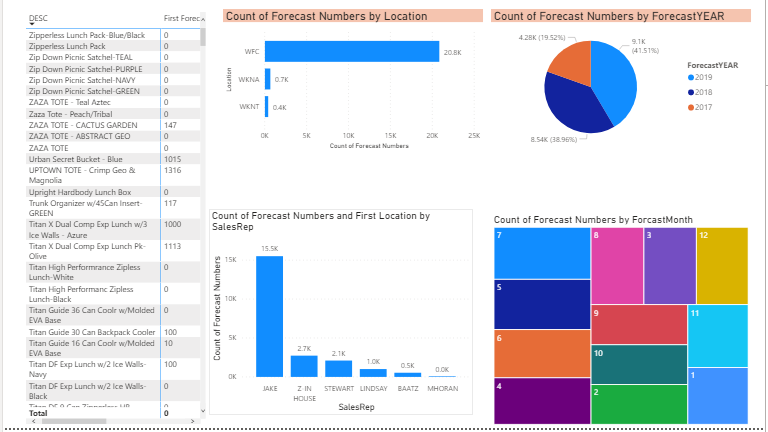 DESC First Forec
Zipperless Lunch Pack-Blue/Black 0
Zipperless Lunch Pack 0
Zip Down Picnic Satchel-TEAL 0
Zip Down Picnic Satchel-PURPLE 0
Zip Down Picnic Satchel-NAVY 0
Zip Down Picnic Satchel-GREEN 0
ZAZA TOTE - Teal Aztec 0
Zaza Tote - Peach/Tribal 0
ZAZA TOTE - CACTUS GARDEN 147
ZAZA TOTE - ABSTRACT GEO 0
ZAZA TOTE 0
Urban Secret Bucket - Blue 1015
UPTOWN TOTE - Crimp Geo & 1316
Magnolia
Upright Hardbody Lunch Box 0
Trunk Organizer w/45Can Insert- 117
GREEN
Titan X Dual Comp Exp Lunch w/3 1000
Ice Walls - Azure
Titan X Dual Comp Exp Lunch Pk- 1113
Olive
Titan High Performrance Zipless 0
Lunch-White
Titan High Performanc Zipless 0
Lunch-Black
Titan Guide 36 Can Coolr w/Molded 0
EVA Base
Titan Guide 30 Can Backpack Cooler 100
Titan Guide 16 Can Coolr w/Molded 10
EVA Base
Titan DF Exp Lunch w/2 Ice Walls- 100
Navy
Titan DF Exp Lunch w/2 Ice Walls- 0
Black
Total 0
Count of Forecast Numbers by Location
Location
WFC 20.8K
WKNA 0.7K
WKNT 0.4K
0K 5K 10K 15K 20K 25K
Count of Forecast Numbers
Count of Forecast Numbers by ForecastYEAR
4.28K (19.52%)
9.1K
(41.51%)
8.54K (38.96%)
ForecastYEAR
2019
2018
2017
Count of Forecast Numbers and First Location by
SalesRep
Count of Forecast Numbers
15K
10K
5K
0K
15.5K
2.7K
2.1K
1.0K
0.5K
0.0K
JAKE Z IN STEWART LINDSAY BAATZ MHORAN
HOUSE
SalesRep
Count of Forecast Numbers by ForcastMonth
7 8 3 12
5
9 11
6
10
1
4 2